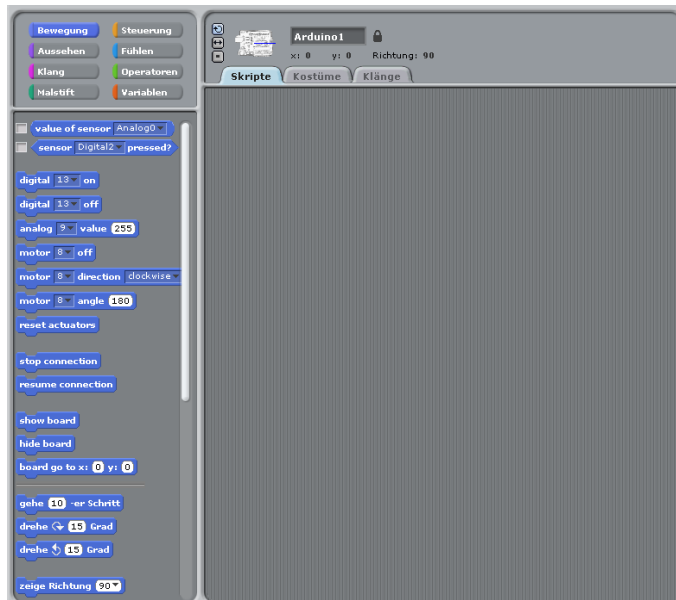 Bewegung Steuerung
Aussehen Fühlen
Klang Operatoren
Malstift Variablen
value of sensor Analog0
sensor Digital2 pressed?
digital 13 on
digital 13 off
analog 9 value 255
motor 8 off
motor 8 direction clockwise
motor 8 angle 180
reset actuators
stop connection
resume connection
show board
hide board
board go to x: 0 y: 0
gehe 10 -er Schritt
drehe 15 Grad
drehe 15 Grad
zeige Richtung 90
Arduino1
x: 0 y: 0 Richtung: 90
Skripte Kostüme Klänge